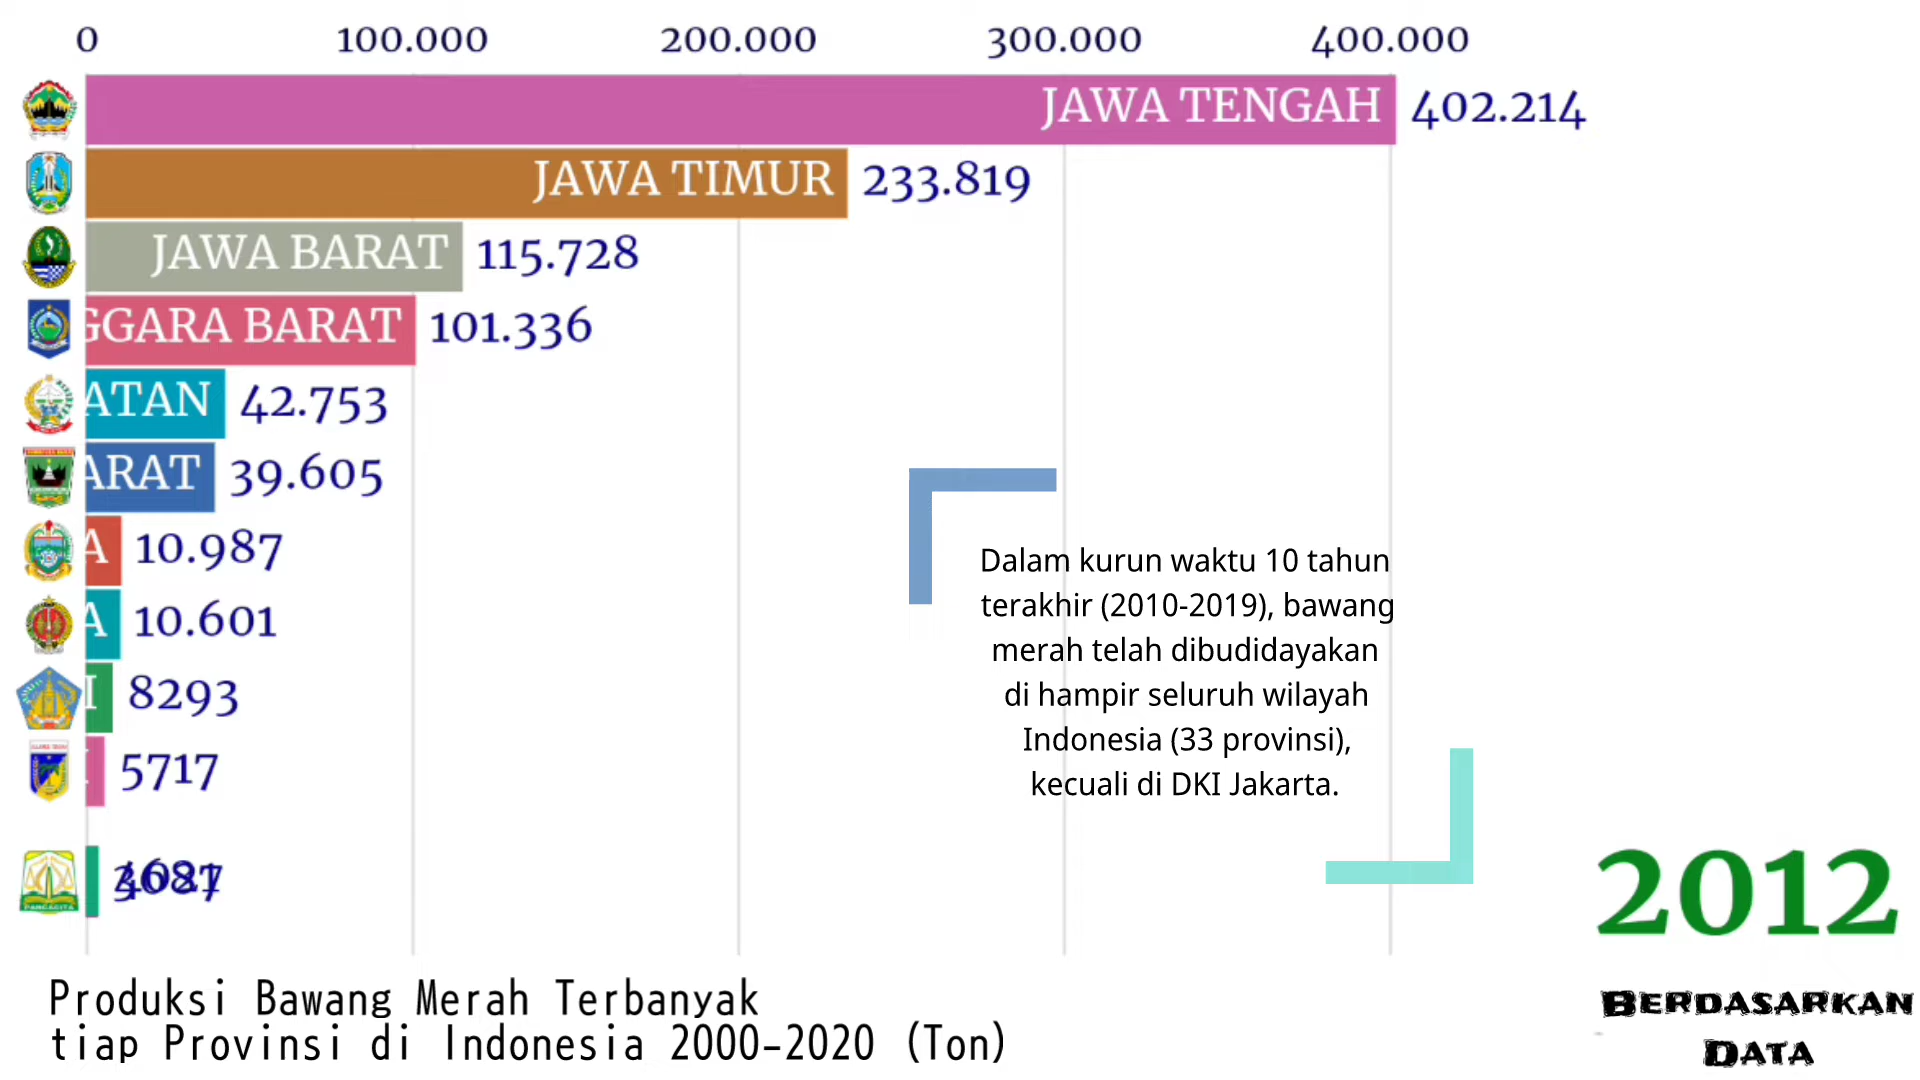 0 100.000 200.000 300.000 400.000
JAWA TENGAH 402.214
JAWA TIMUR 233.819
JAWA BARAT 115.728
GGARA BARAT 101.336
ATAN 42.753
ARAT 39.605
A 10.987
A 10.601
I 8293
5717
Dalam kurun waktu 10 tahun
terakhir (2010-2019), bawang
merah telah dibudidayakan
di hampir seluruh wilayah
Indonesia (33 provinsi),
kecuali di DKI Jakarta.
2012
BERDASARKAN
DATA
Produksi Bawang Merah Terbanyak
tiap Provinsi di Indonesia 2000-2020 (Ton)